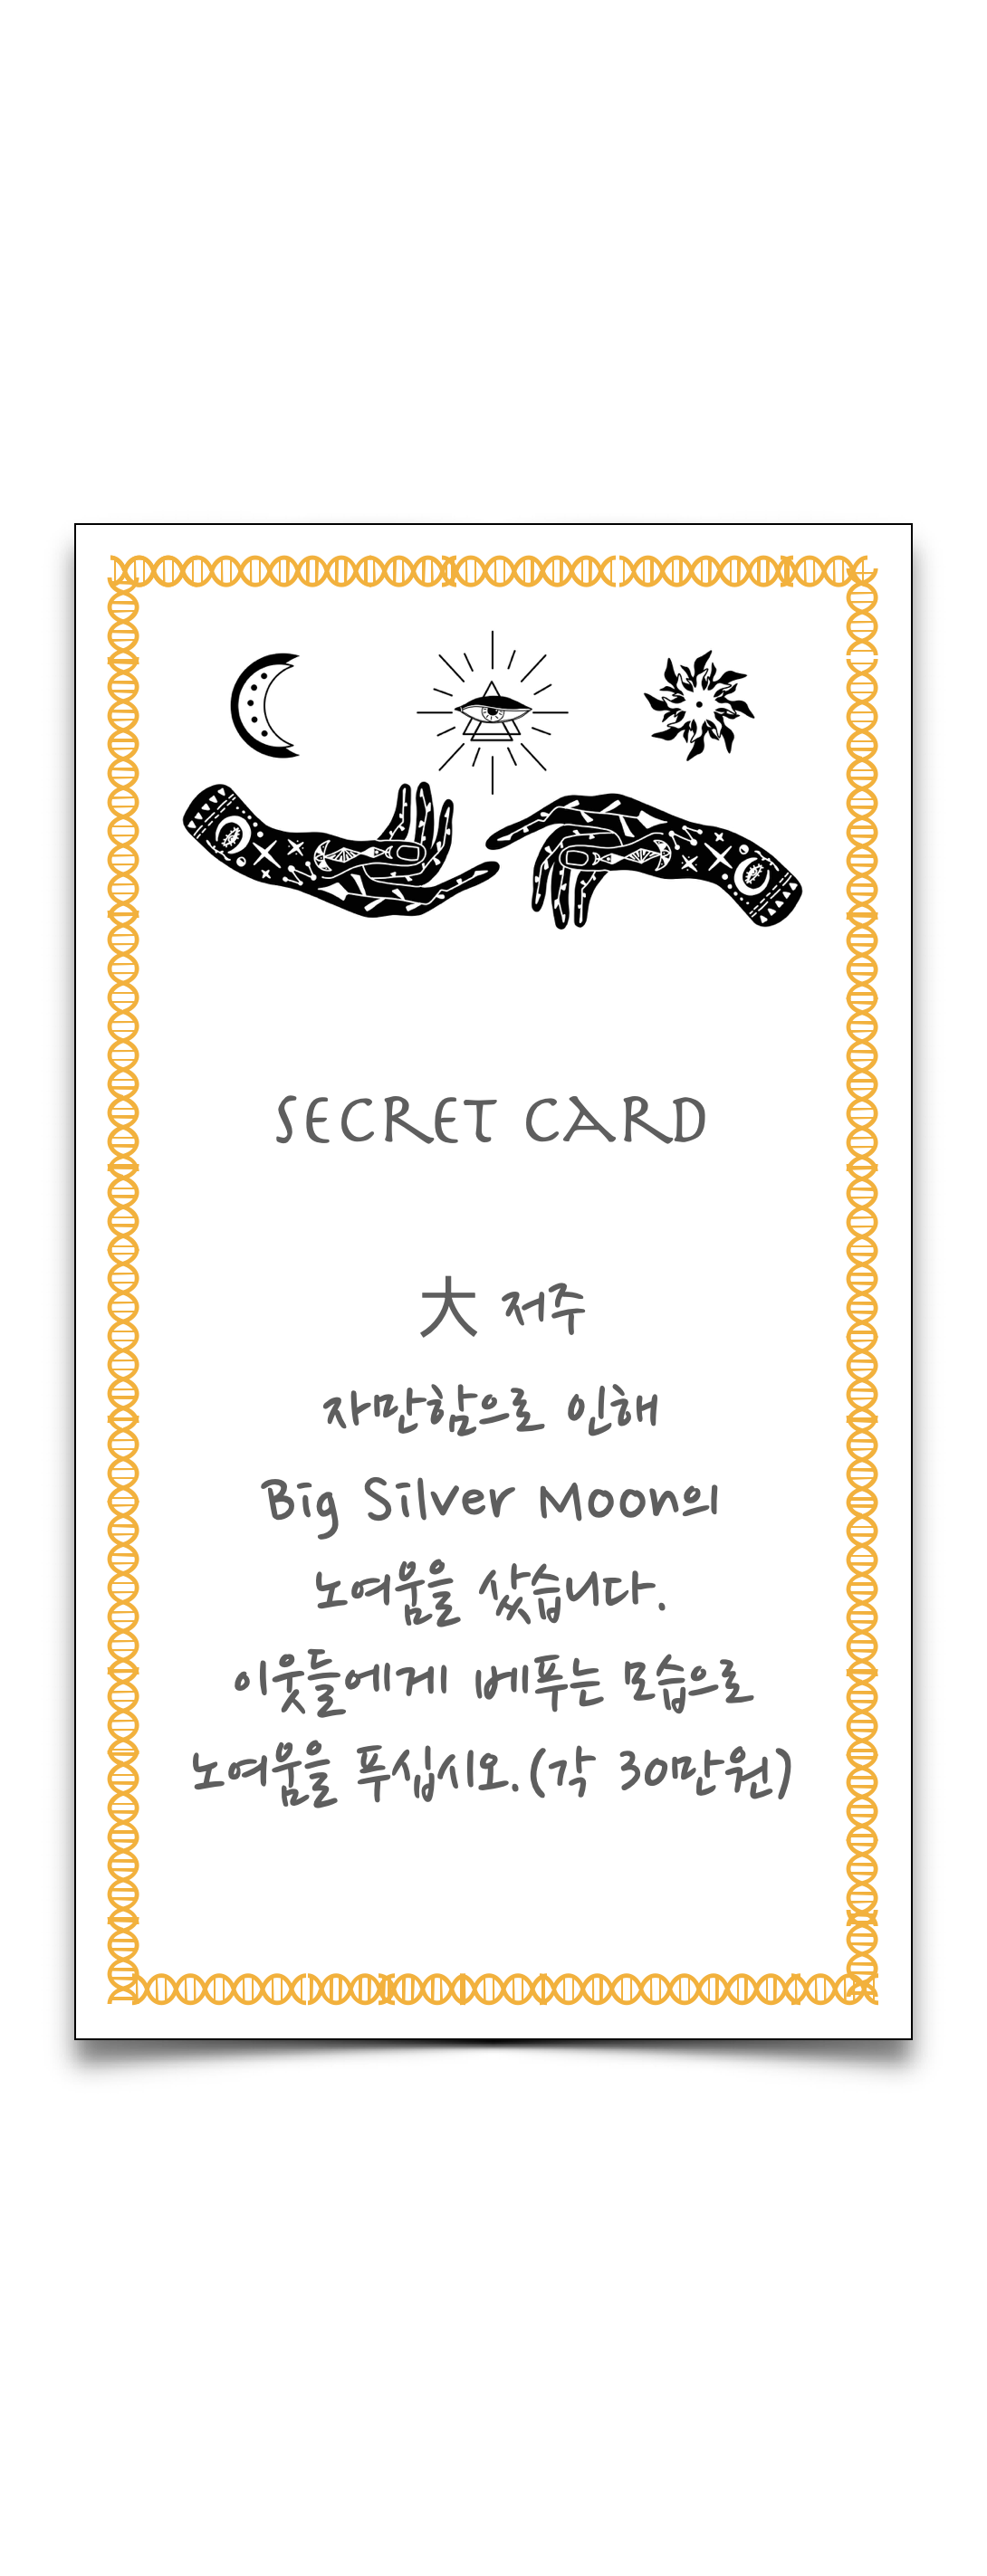 SECRET CARD
大 저주
자만함으로 인해
Big Silver Moon의
노여움을 샀습니다.
이웃들에게 베푸는 모습으로
노여움을 푸십시오.(각 30만원)